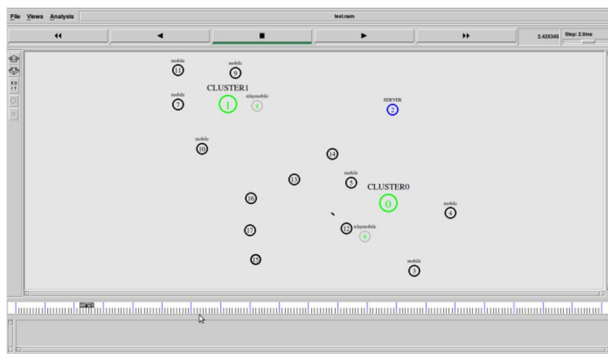 File Views Analysis
test.nam
2.425345 Step: 2.0ms
mobile
11
mobile
9
CLUSTER1
mobile
7
1
SERVER
2
mobile
10
14
13
mobile
5
CLUSTER0
16
0
mobile
4
17
12
15
mobile
3